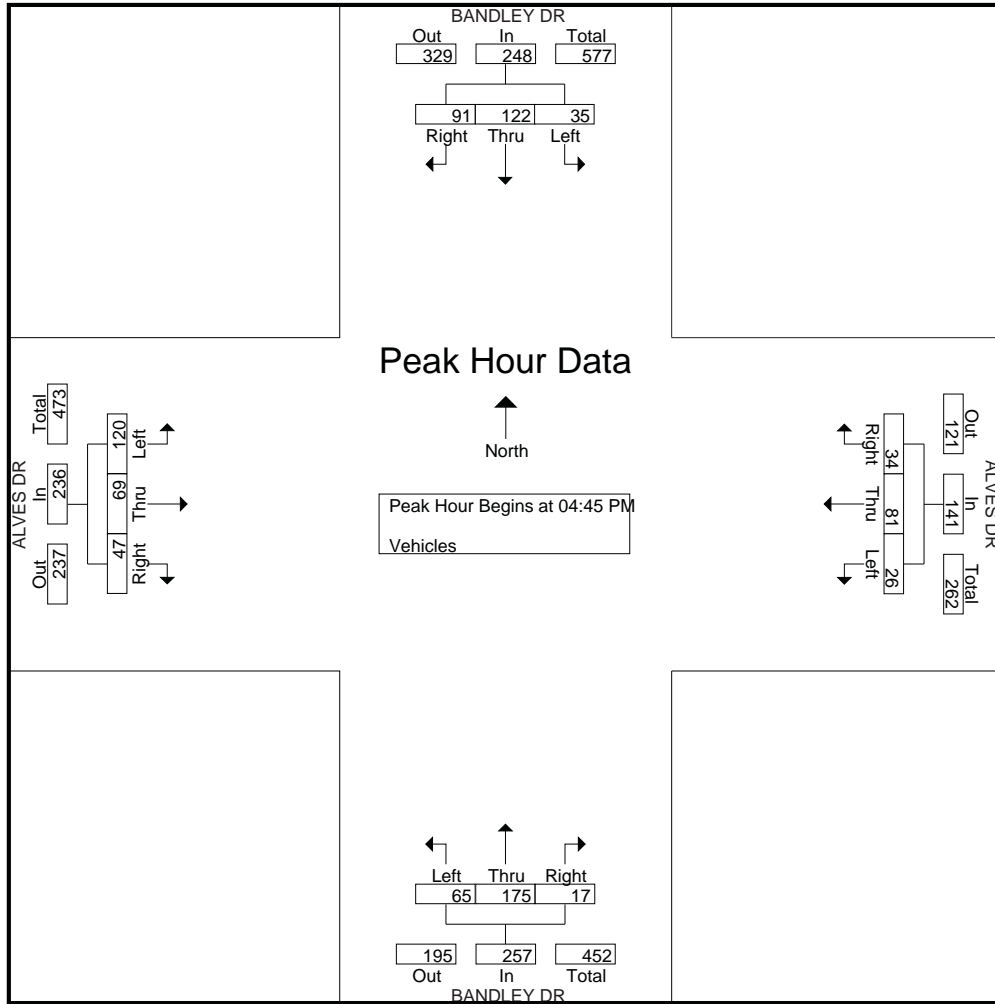 BANDLEY DR
Out In Total
329 248 577
91 122 35
Right Thru Left
Peak Hour Data
North
Peak Hour Begins at 04:45 PM
Vehicles
ALVES DR
Total In Out
473 236 237
120 69 47
Left Thru Right
Right Thru Left
34 81 26
Out In Total
121 141 262
ALVES DR
Left Thru Right
65 175 17
195 257 452
Out In Total
BANDLEY DR